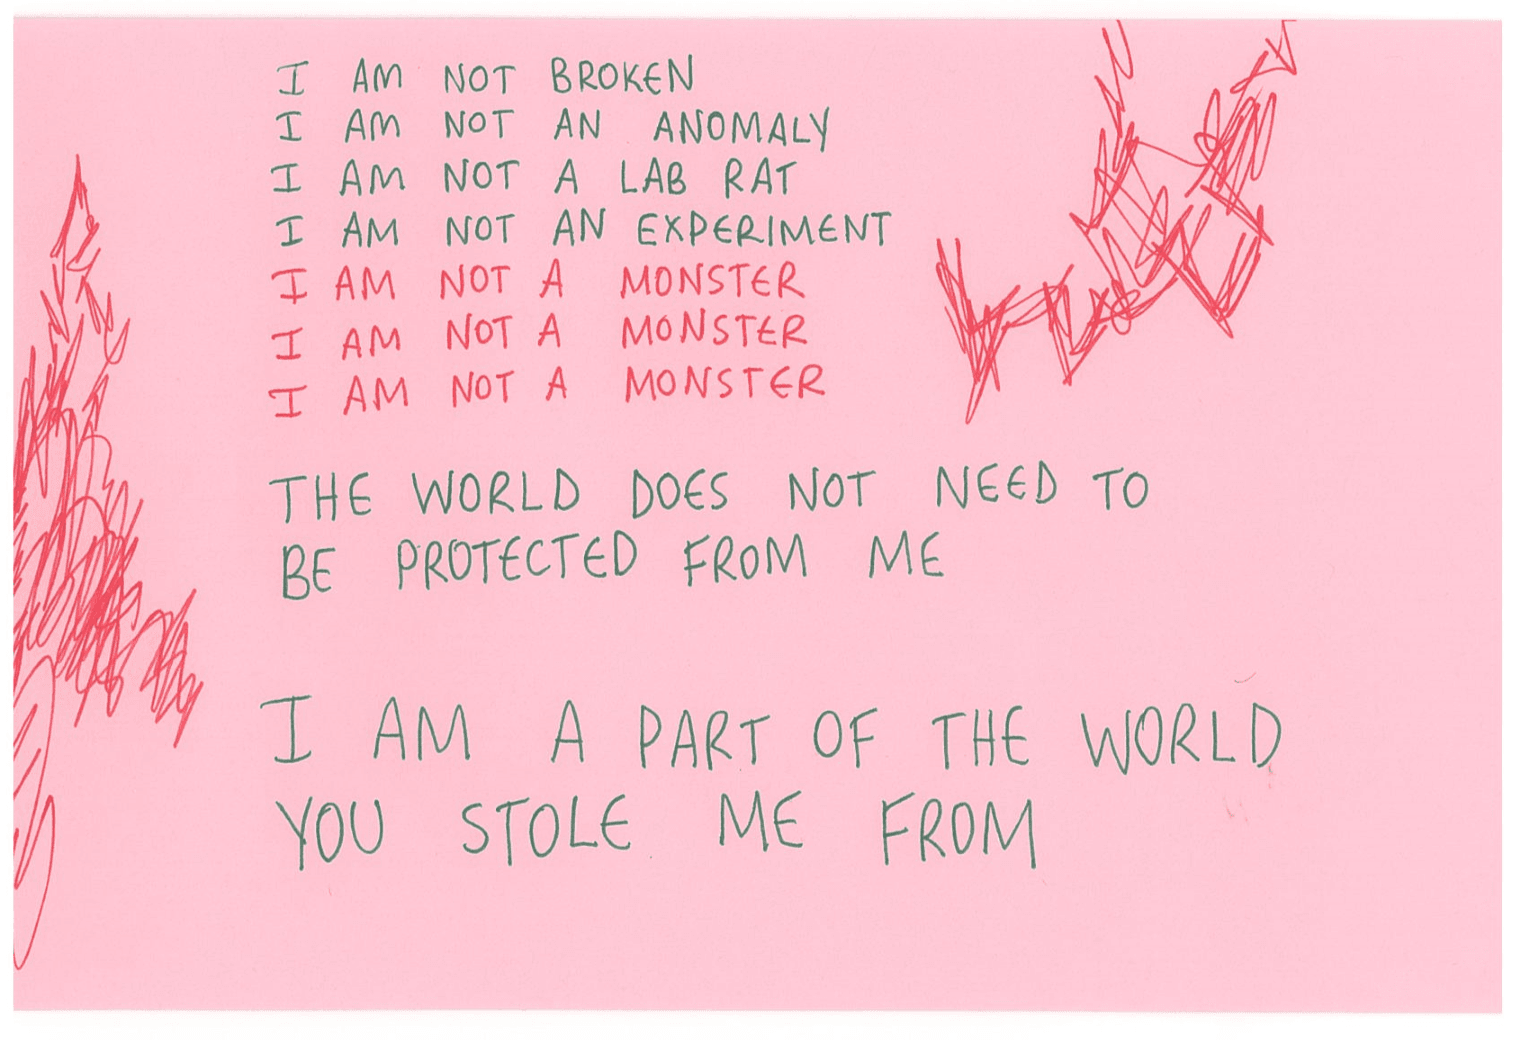 I AM NOT BROKEN
I AM NOT AN ANOMALY
I AM NOT A LAB RAT
I AM NOT AN EXPERIMENT
I AM NOT A MONSTER
I AM NOT A MONSTER
I AM NOT A MONSTER
THE WORLD DOES NOT NEED TO
BE PROTECTED FROM ME
I AM A PART OF THE WORLD
YOU STOLE ME FROM